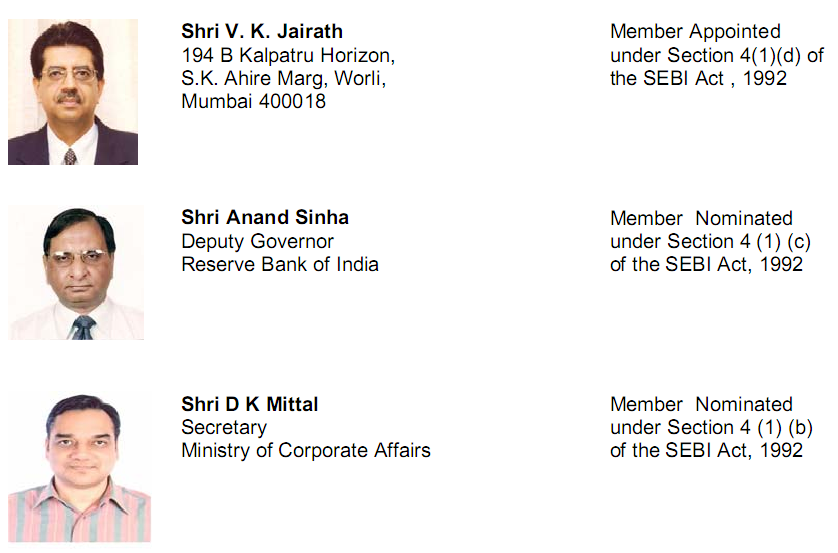 Shri V. K. Jairath
194 B Kalpatru Horizon,
S.K. Ahire Marg, Worli,
Mumbai 400018
Member Appointed
under Section 4(1)(d) of
the SEBI Act , 1992
Shri Anand Sinha
Deputy Governor
Reserve Bank of India
Member Nominated
under Section 4 (1) (c)
of the SEBI Act, 1992
Shri D K Mittal
Secretary
Ministry of Corporate Affairs
Member Nominated
under Section 4 (1) (b)
of the SEBI Act, 1992